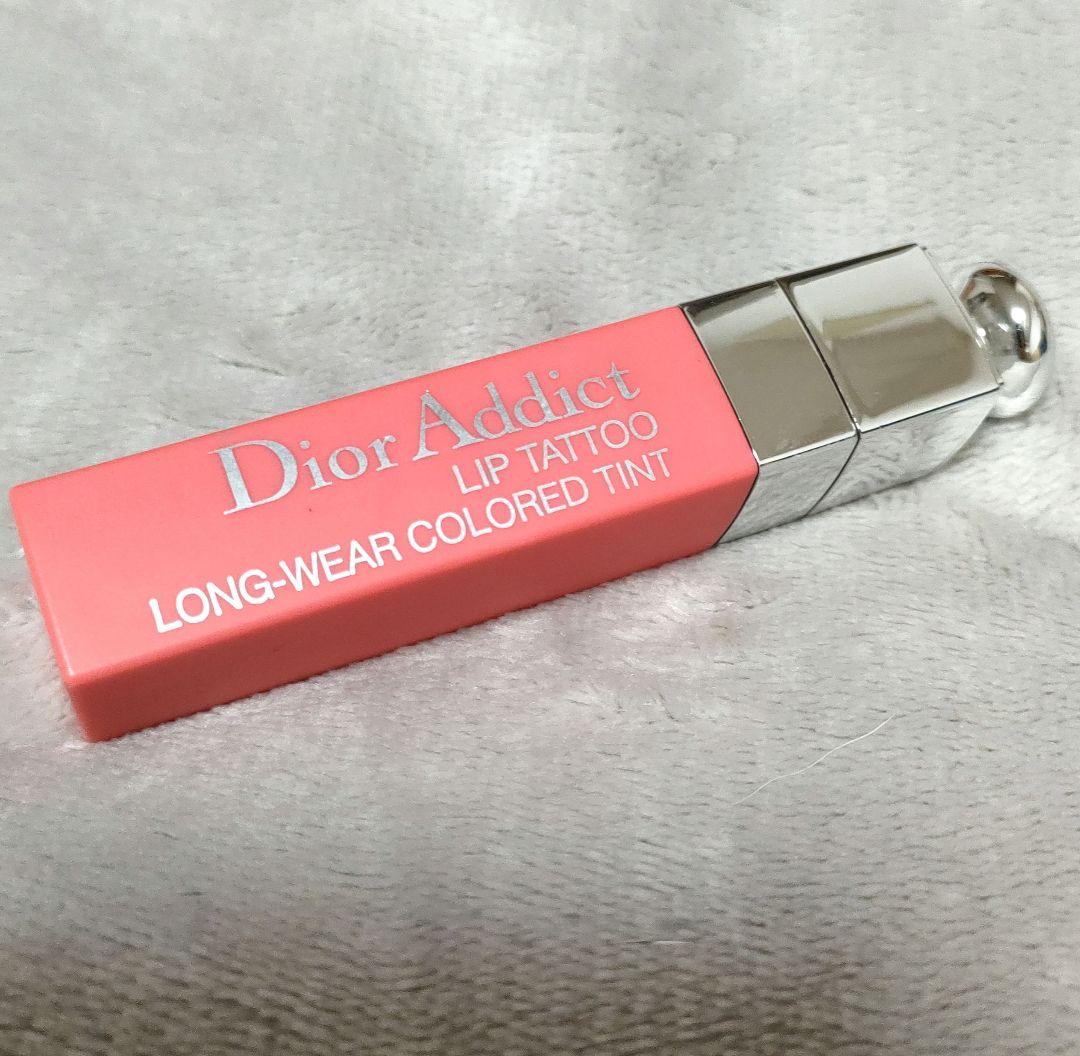 Dior Addict
LIP TATTOO
LONG-WEAR COLORED TINT